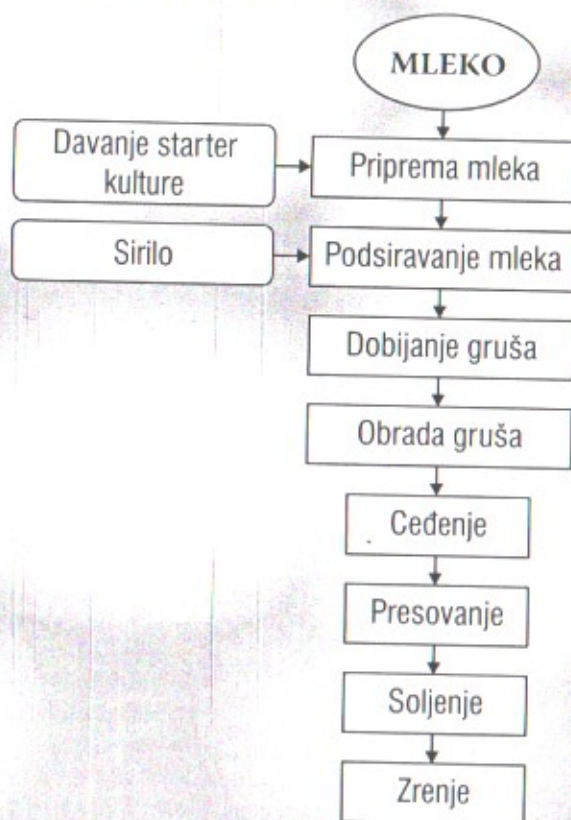 MLEKO
Davanje starter
kulture
Priprema mleka
Sirilo
Podsiravanje mleka
Dobijanje gruša
Obrada gruša
Ceđenje
Presovanje
Soljenje
Zrenje